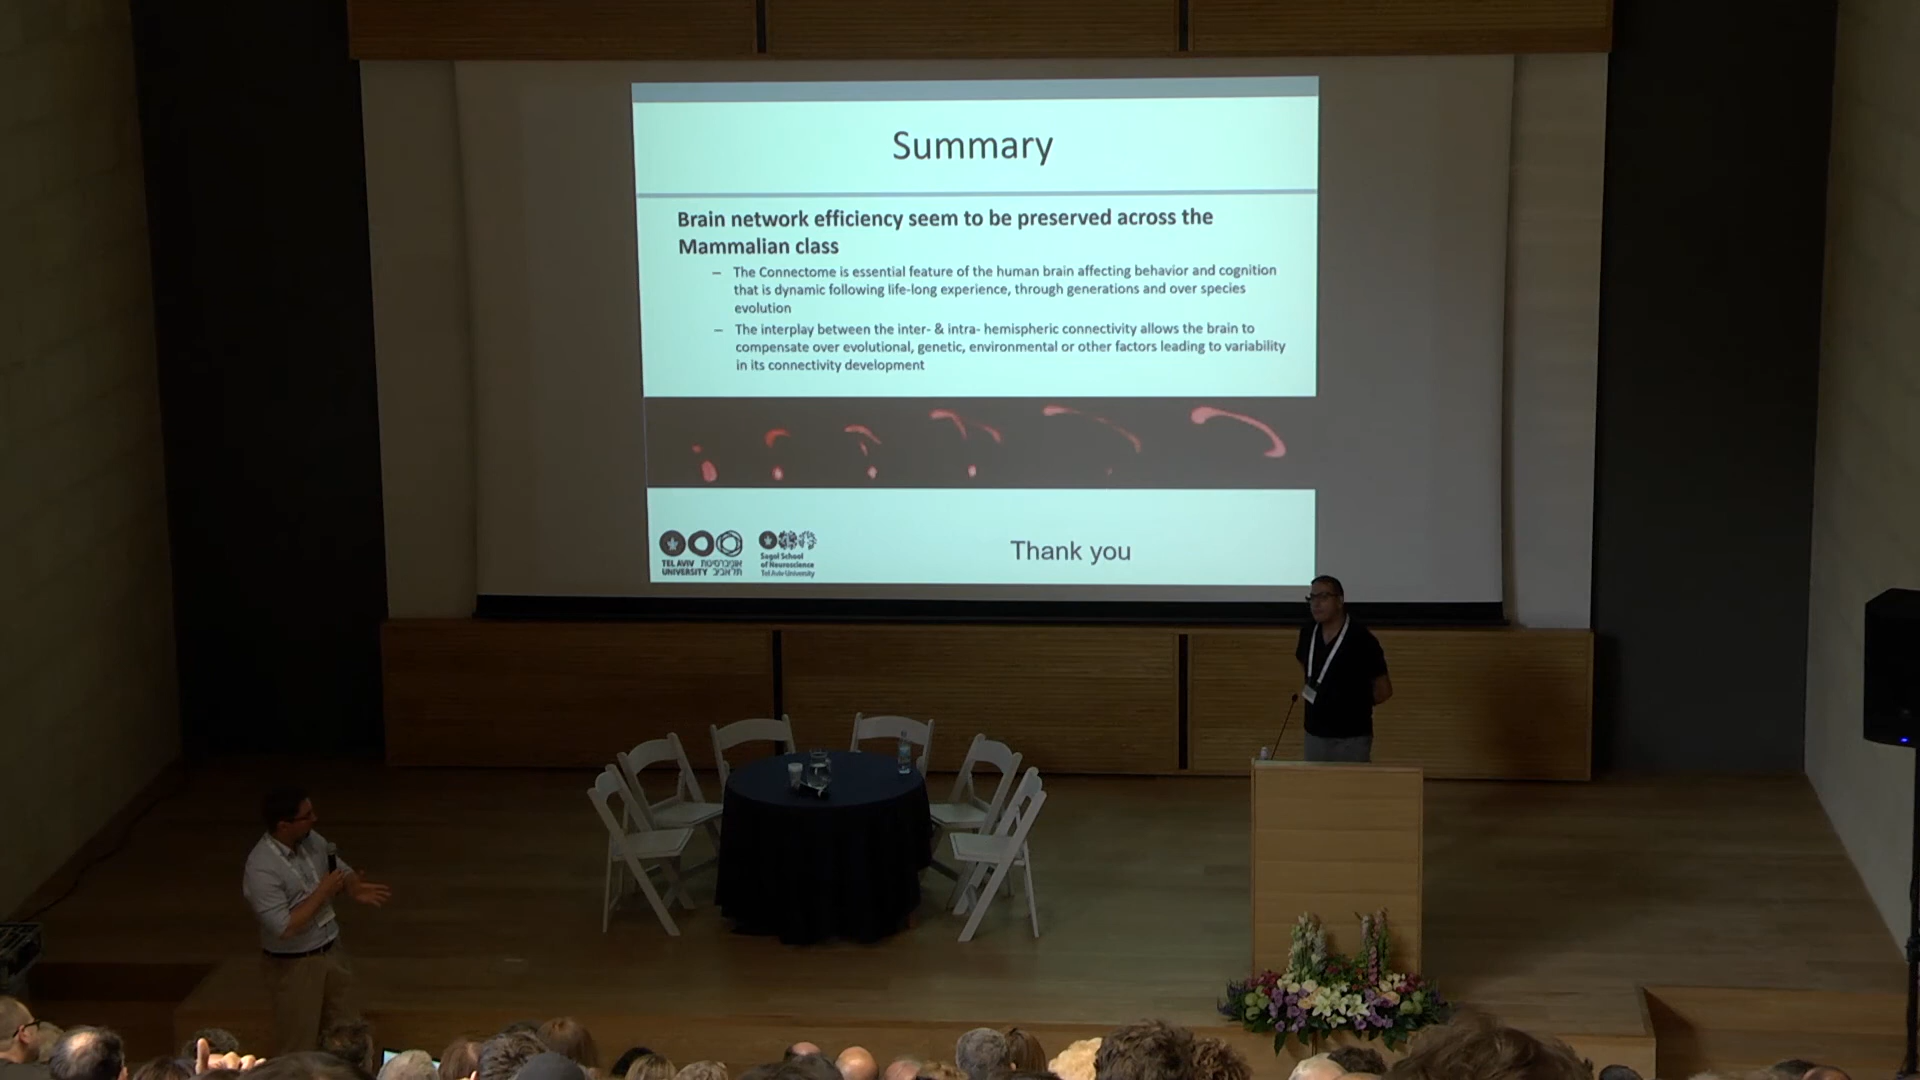 Summary
Brain network efficiency seem to be preserved across the
Mammalian class
– The Connectome is essential feature of the human brain affecting behavior and cognition
that is dynamic following life-long experience, through generations and over species
evolution
– The interplay between the inter- & intra- hemispheric connectivity allows the brain to
compensate over evolutional, genetic, environmental or other factors leading to variability
in its connectivity development
TEL AVIV אוניברסיטת
UNIVERSITY תל אביב
Sagol School
of Neuroscience
Tel Aviv University
Thank you